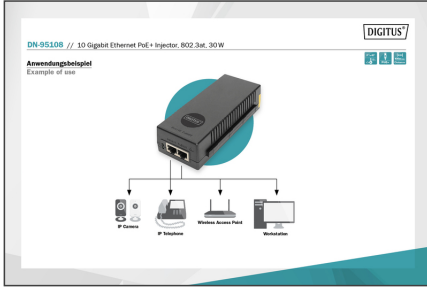 DIGITUS®
DN-95108 // 10 Gigabit Ethernet PoE+ Injector, 802.3at, 30 W
Anwendungsbeispiel
Example of use
DIGITUS
IP Camera
IP Telephone
Wireless Access Point
Workstation